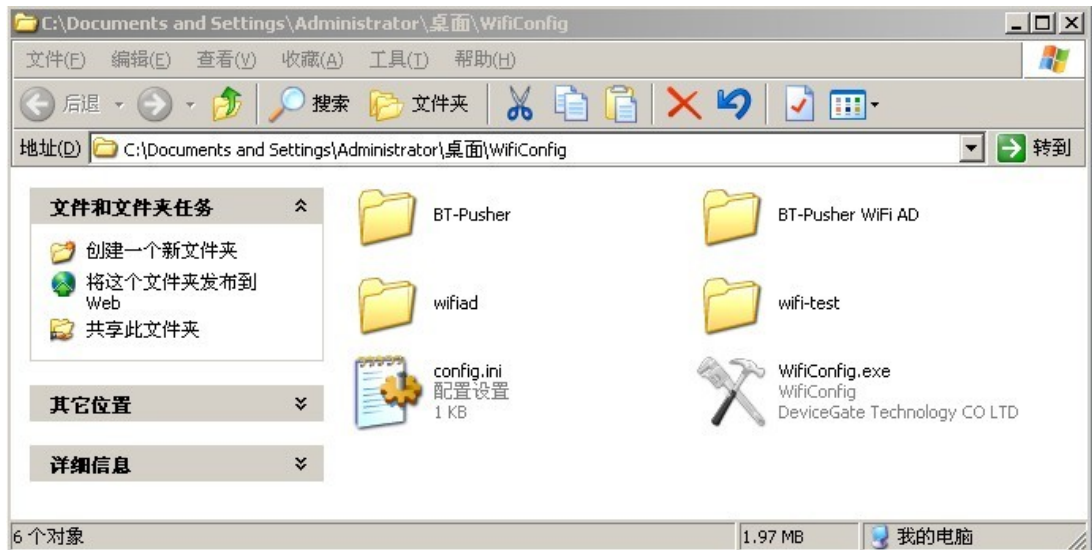 C:\Documents and Settings\Administrator\桌面\WifiConfig
文件(F) 编辑(E) 查看(V) 收藏(A) 工具(T) 帮助(H)
后退 搜索 文件夹
地址(D) C:\Documents and Settings\Administrator\桌面\WifiConfig 转到
文件和文件夹任务
创建一个新文件夹
将这个文件夹发布到
Web
共享此文件夹
其它位置
详细信息
BT-Pusher
BT-Pusher WiFi AD
wifiad
wifi-test
config.ini
配置设置
1 KB
WifiConfig.exe
WifiConfig
DeviceGate Technology CO LTD
6 个对象 1.97 MB 我的电脑